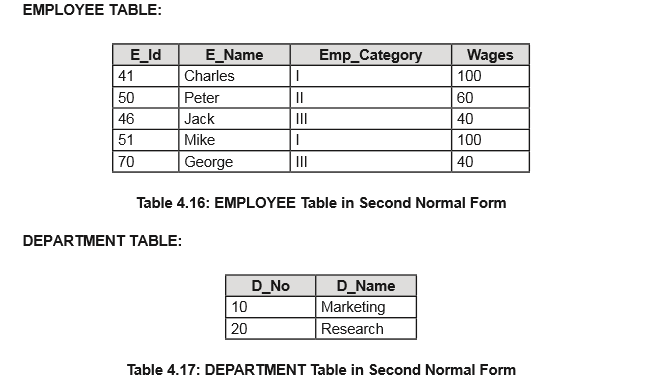 EMPLOYEE TABLE:
E_Id E_Name Emp_Category Wages
41 Charles I 100
50 Peter II 60
46 Jack III 40
51 Mike I 100
70 George III 40
Table 4.16: EMPLOYEE Table in Second Normal Form
DEPARTMENT TABLE:
D_No D_Name
10 Marketing
20 Research
Table 4.17: DEPARTMENT Table in Second Normal Form